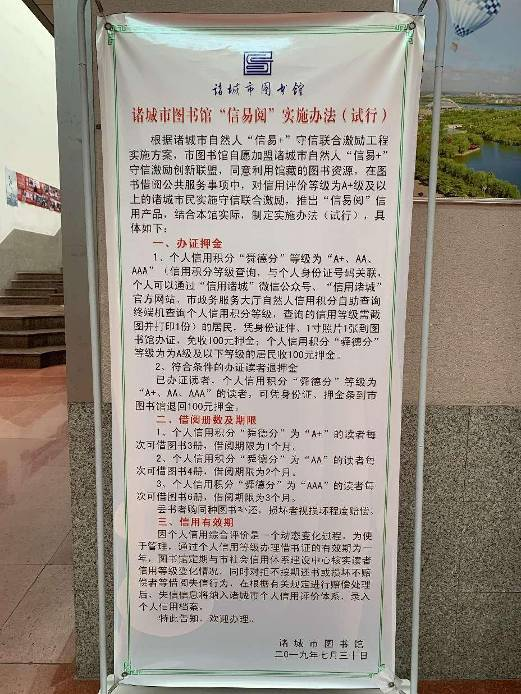 诸城市图书馆
诸城市图书馆“信易阅”实施办法（试行）
根据诸城市自然人“信易+”守信联合激励工程
实施方案，市图书馆自愿加盟诸城市自然人“信易+”
守信激励创新联盟，同意利用馆藏的图书资源，在图
书借阅公共服务事项中，对信用评价等级为A+级及以
上的诸城市民实施守信联合激励，推出“信易阅”信
用产品，结合本馆实际，制定实施办法（试行），具
体如下：
一、办证押金
1、个人信用积分“舜德分”等级为“A+、AA、
AAA”（信用积分等级查询，与个人身份证号码关联，
个人可以通过“信用诸城”微信公众号、“信用诸城”
官方网站、市政务服务大厅自然人信用积分自助查询
终端机查询个人信用积分等级，查询的信用等级需截
图并打印1份）的居民，凭身份证件、1寸照片1张到图
书馆办证，免收100元押金；个人信用积分“舜德分”
等级为为A级及以下等级的居民收100元押金。
2、符合条件的办证读者退押金
已办证读者，个人信用积分“舜德分”等级为
“A+、AA、AAA”的读者，可凭身份证、押金条到市
图书馆退回100元押金。
二、借阅册数及期限
1、个人信用积分“舜德分”为“A+”的读者每
次可借图书3册，借阅期限为1个月。
2、个人信用积分“舜德分”为“AA”的读者每
次可借图书4册，借阅期限为2个月。
3、个人信用积分“舜德分”为“AAA”的读者每
次可借图书6册，借阅期限为3个月。
丢书者购同种图书补还，损坏者视损坏程度赔偿。
三、信用有效期
因个人信用综合评价是一个动态变化过程，为便
于管理，通过个人信用等级办理借书证的有效期为一
年，图书馆定期与市社会信用体系建设中心核实读者信
用等级变化情况，同时对拒不按期还书或损坏不赔
偿者等借阅失信行为，在根据有关规定进行赔偿处理
后，失信信息将纳入诸城市个人信用评价体系，录入
个人信用档案。
特此告知，欢迎办理。
诸城市图书馆
二0一九年七月三十日